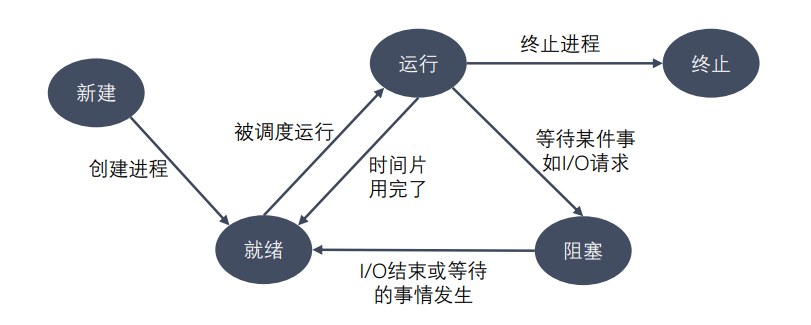 终止进程
运行
终止
新建
被调度运行
等待某件事
如I/O请求
创建进程
时间片
用完了
就绪
阻塞
I/O结束或等待
的事情发生